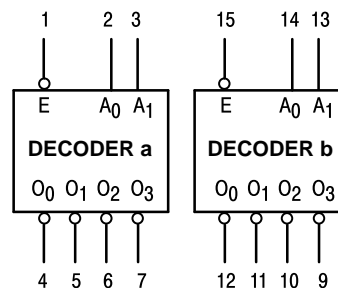 1 2 3 15 14 13
E A0 A1 E A0 A1
DECODER a DECODER b
O0 O1 O2 O3 O0 O1 O2 O3
4 5 6 7 12 11 10 9